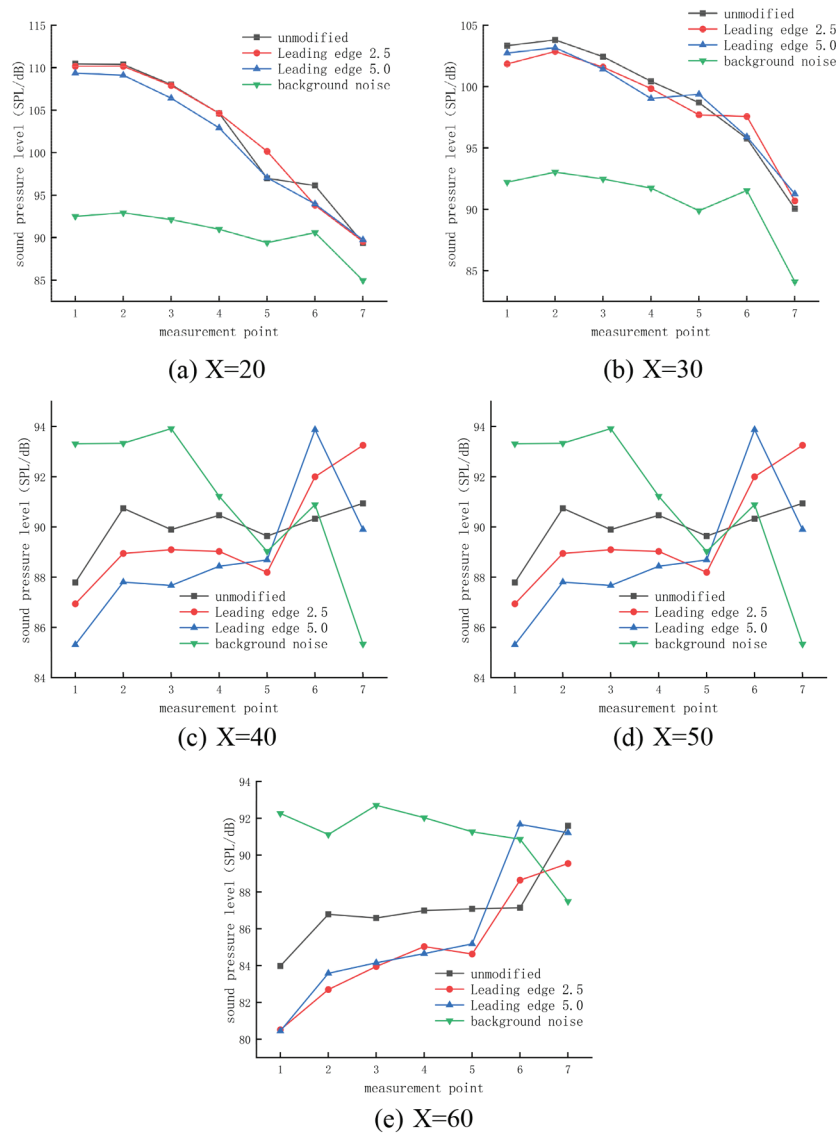 unmodified
Leading edge 2.5
Leading edge 5.0
background noise
110
105
100
95
90
85
sound pressure level (SPL/dB)
1 2 3 4 5 6 7
measurement point
(a) X=20
unmodified
Leading edge 2.5
Leading edge 5.0
background noise
105
100
95
90
85
sound pressure level (SPL/dB)
1 2 3 4 5 6 7
measurement point
(b) X=30
94
92
90
88
86
84
sound pressure level (SPL/dB)
unmodified
Leading edge 2.5
Leading edge 5.0
background noise
1 2 3 4 5 6 7
measurement point
(c) X=40
94
92
90
88
86
84
sound pressure level (SPL/dB)
unmodified
Leading edge 2.5
Leading edge 5.0
background noise
1 2 3 4 5 6 7
measurement point
(d) X=50
94
92
90
88
86
84
82
80
sound pressure level (SPL/dB)
unmodified
Leading edge 2.5
Leading edge 5.0
background noise
1 2 3 4 5 6 7
measurement point
(e) X=60